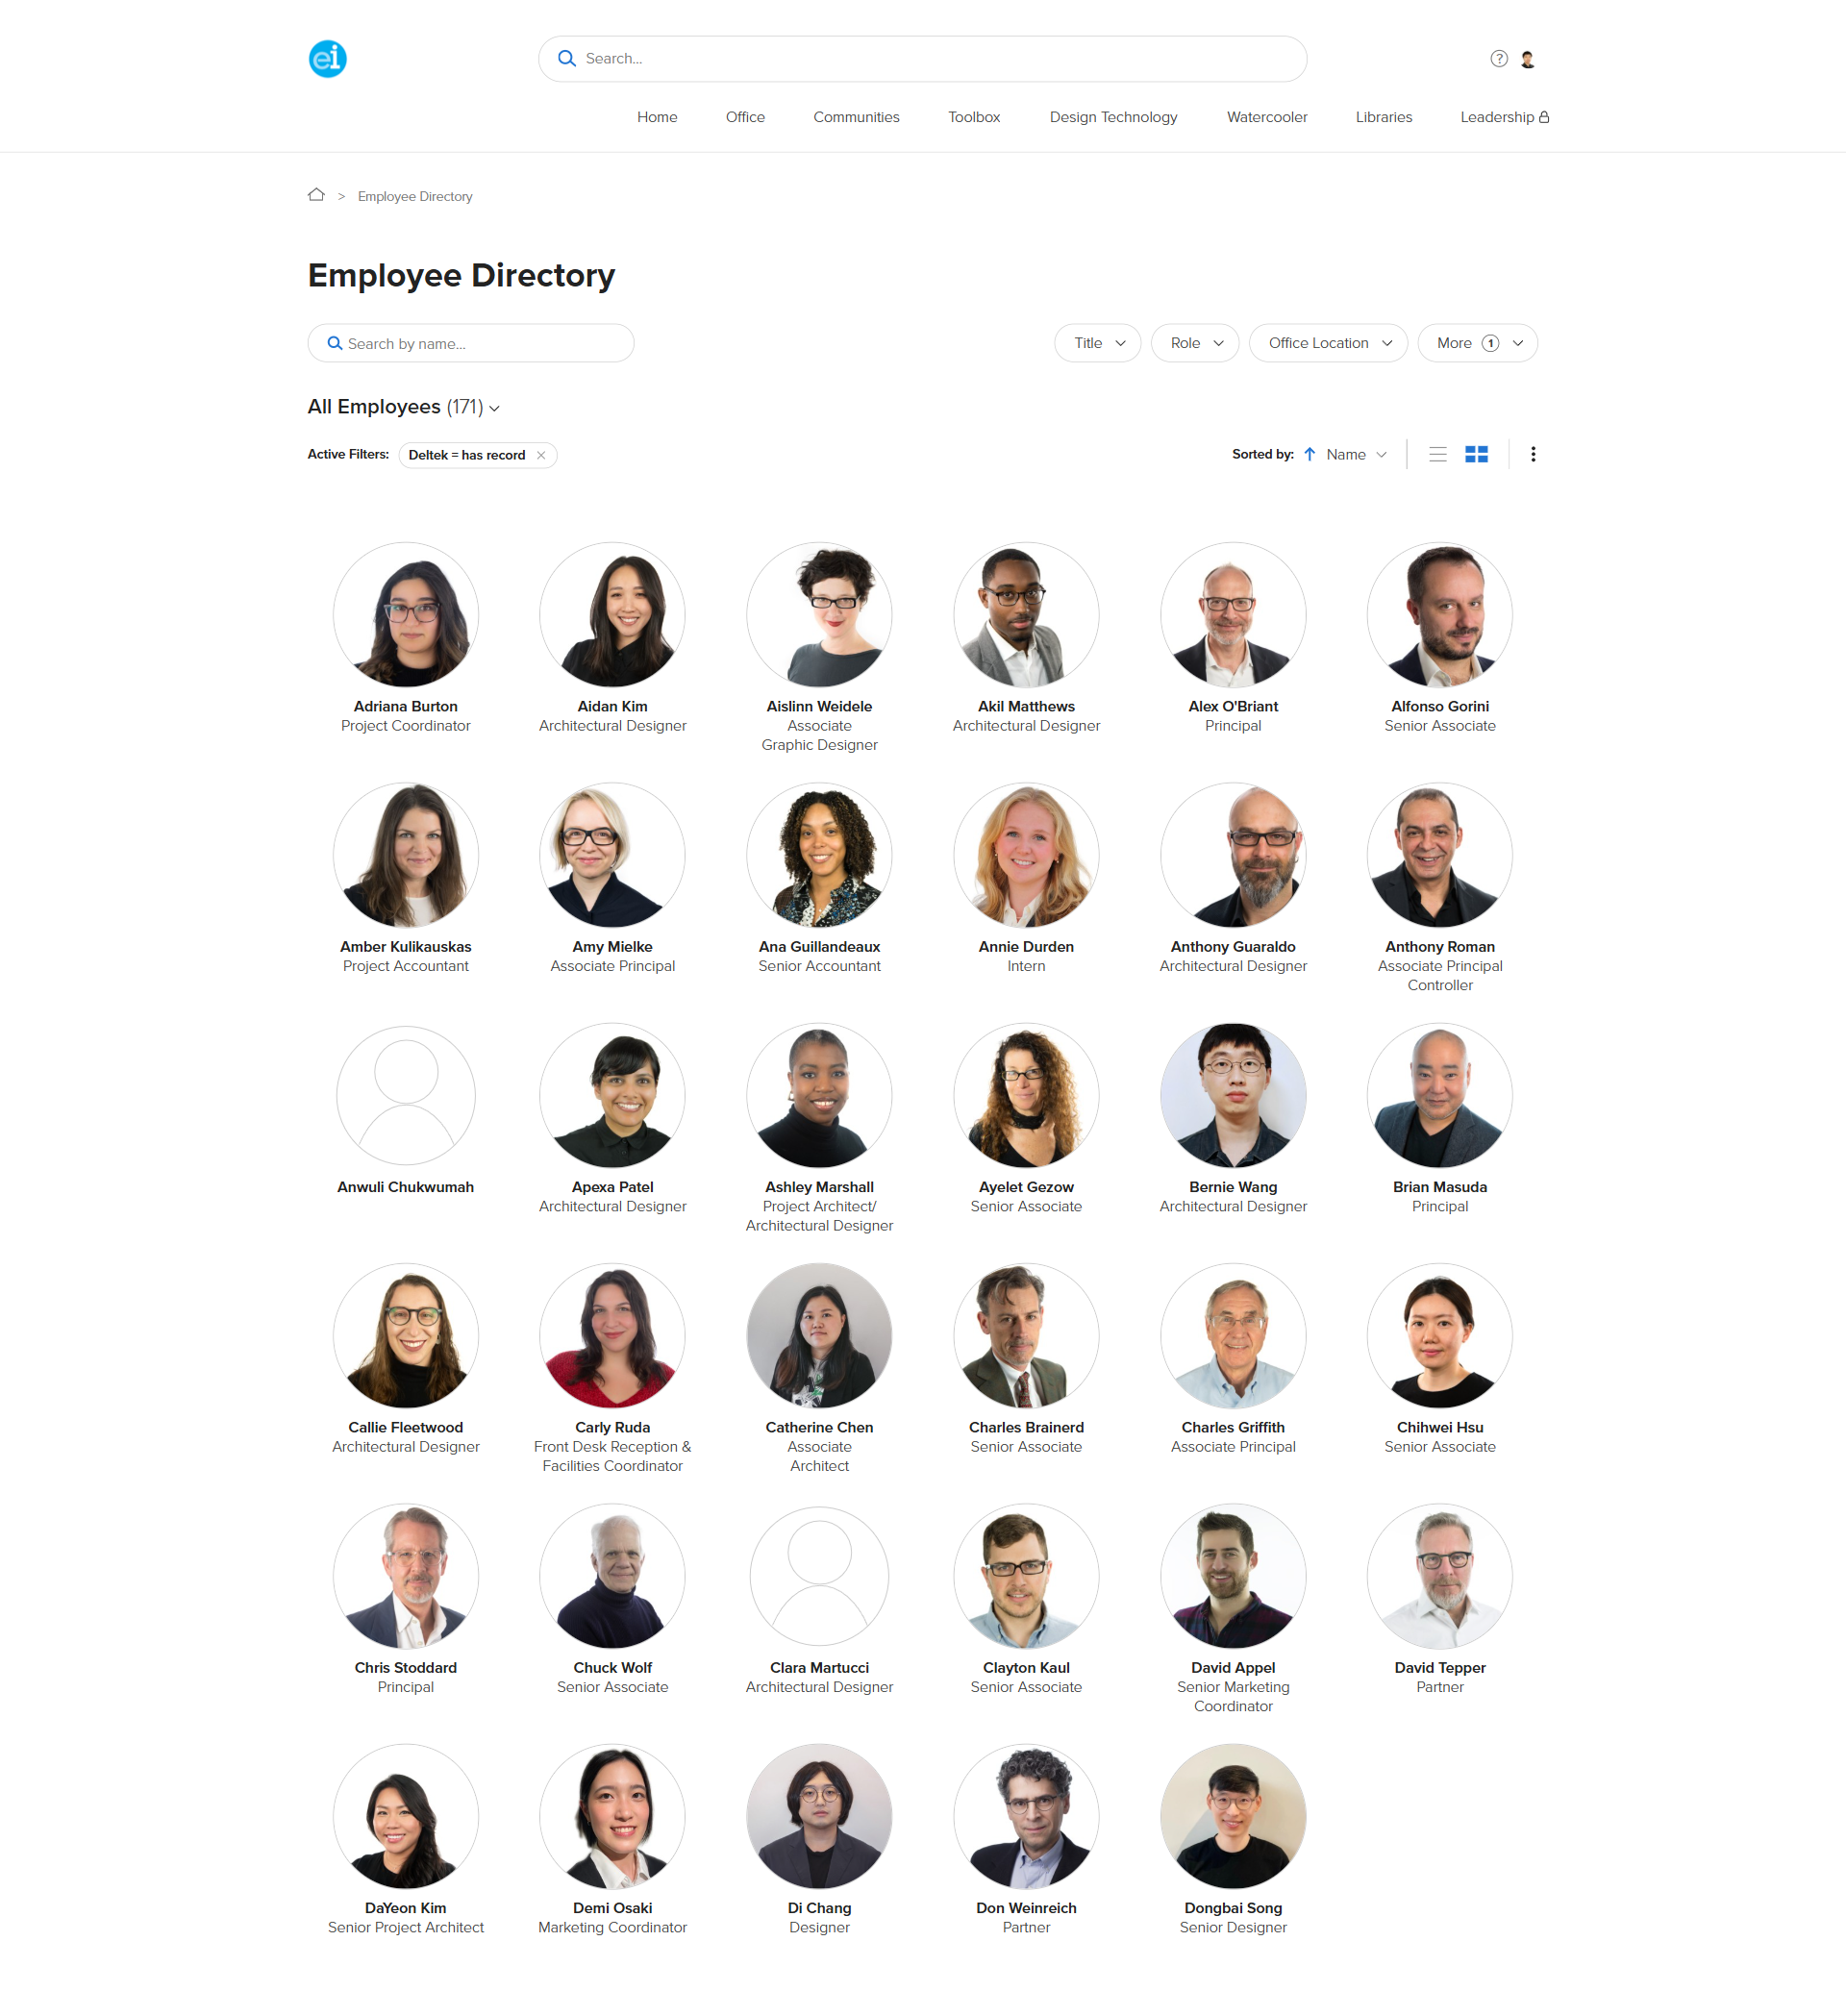 ei
Search...
?
Home Office Communities Toolbox Design Technology Watercooler Libraries Leadership
> Employee Directory
Employee Directory
Search by name...
Title Role Office Location More 1
All Employees (171)
Active Filters: Deltek = has record × Sorted by: Name
Adriana Burton Aidan Kim Aislinn Weidele Akil Matthews Alex O'Briant Alfonso Gorini
Project Coordinator Architectural Designer Associate Architectural Designer Principal Senior Associate
Graphic Designer
Amber Kulikauskas Amy Mielke Ana Guillandeaux Annie Durden Anthony Guaraldo Anthony Roman
Project Accountant Associate Principal Senior Accountant Intern Architectural Designer Associate Principal
Controller
Anwuli Chukwumah Apexa Patel Ashley Marshall Ayelet Gezow Bernie Wang Brian Masuda
Architectural Designer Project Architect/ Senior Associate Architectural Designer Principal
Architectural Designer
Callie Fleetwood Carly Ruda Catherine Chen Charles Brainerd Charles Griffith Chihwei Hsu
Architectural Designer Front Desk Reception & Associate Senior Associate Associate Principal Senior Associate
Facilities Coordinator Architect
Chris Stoddard Chuck Wolf Clara Martucci Clayton Kaul David Appel David Tepper
Principal Senior Associate Architectural Designer Senior Associate Senior Marketing Partner
Coordinator
DaYeon Kim Demi Osaki Di Chang Don Weinreich Dongbai Song
Senior Project Architect Marketing Coordinator Designer Partner Senior Designer